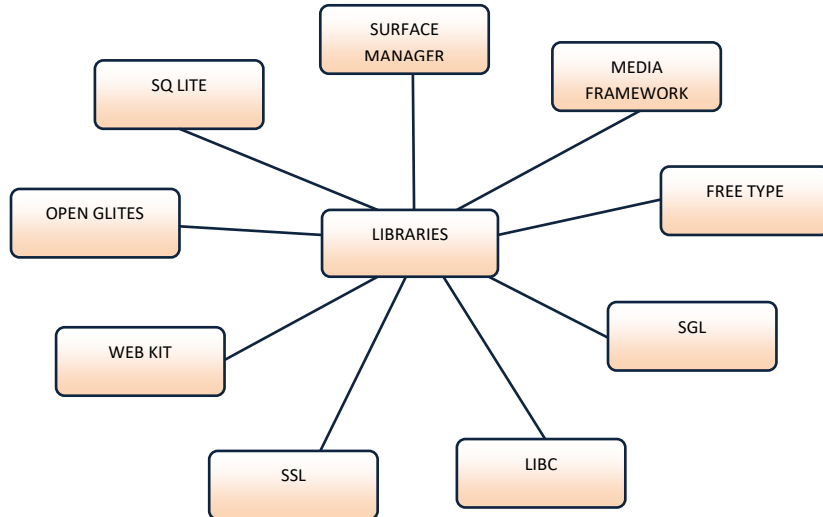 SURFACE
MANAGER
MEDIA
FRAMEWORK
SQ LITE
FREE TYPE
OPEN GLITES
LIBRARIES
SGL
WEB KIT
LIBC
SSL